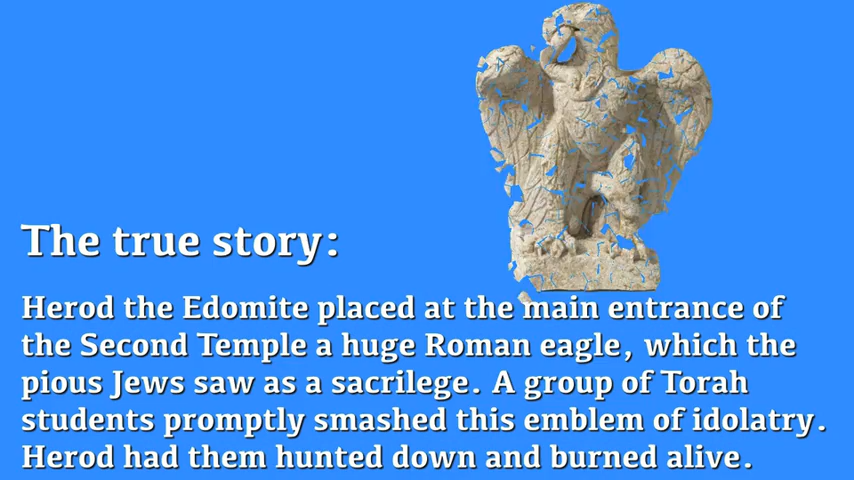 The true story:
Herod the Edomite placed at the main entrance of
the Second Temple a huge Roman eagle, which the
pious Jews saw as a sacrilege. A group of Torah
students promptly smashed this emblem of idolatry.
Herod had them hunted down and burned alive.